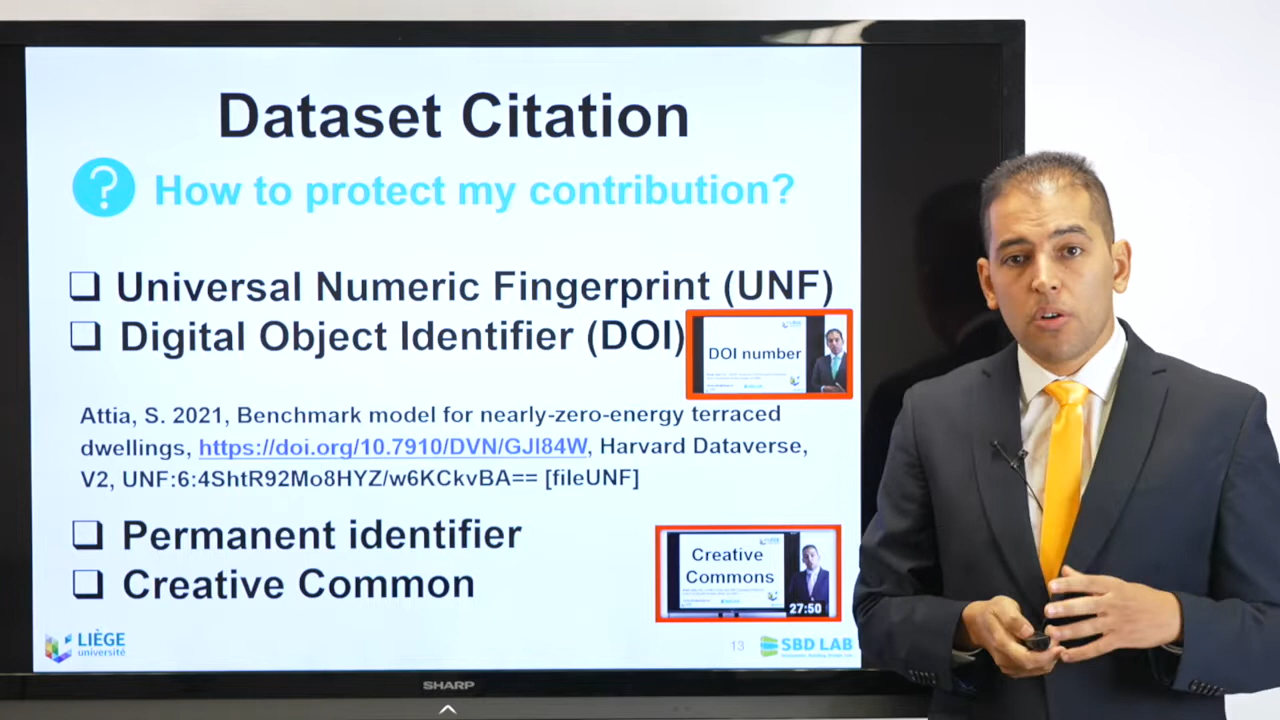 Dataset Citation
? How to protect my contribution?
❑ Universal Numeric Fingerprint (UNF)
❑ Digital Object Identifier (DOI)
DOI number
Attia, S. 2021, Benchmark model for nearly-zero-energy terraced
dwellings, https://doi.org/10.7910/DVN/GJI84W, Harvard Dataverse,
V2, UNF:6:4ShtR92Mo8HYZ/w6KCkvBA== [fileUNF]
❑ Permanent identifier
❑ Creative Common
Creative
Commons
27:50
LIÈGE
université
13
SBD LAB
SHARP